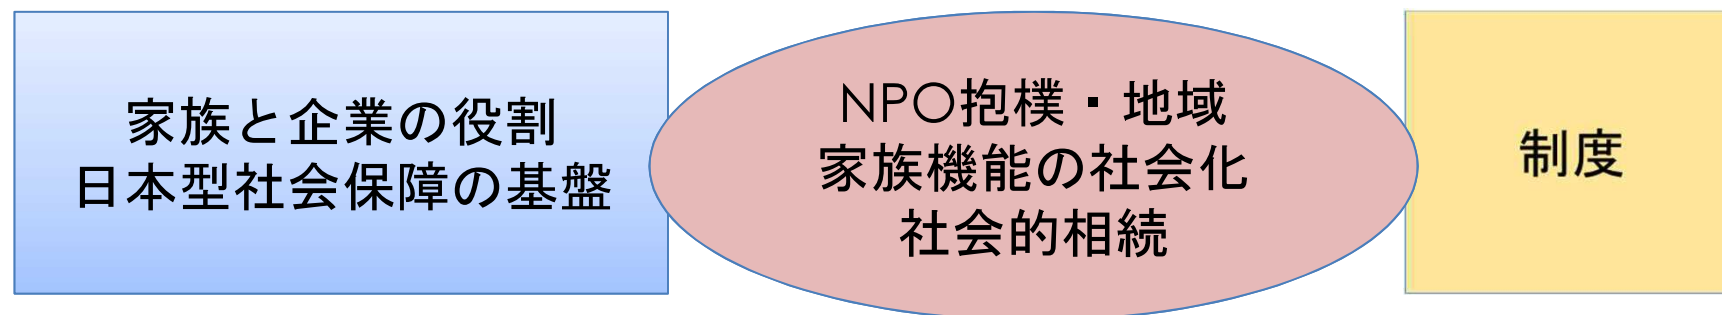 家族と企業の役割
日本型社会保障の基盤
NPO抱樸・地域
家族機能の社会化
社会的相続
制度